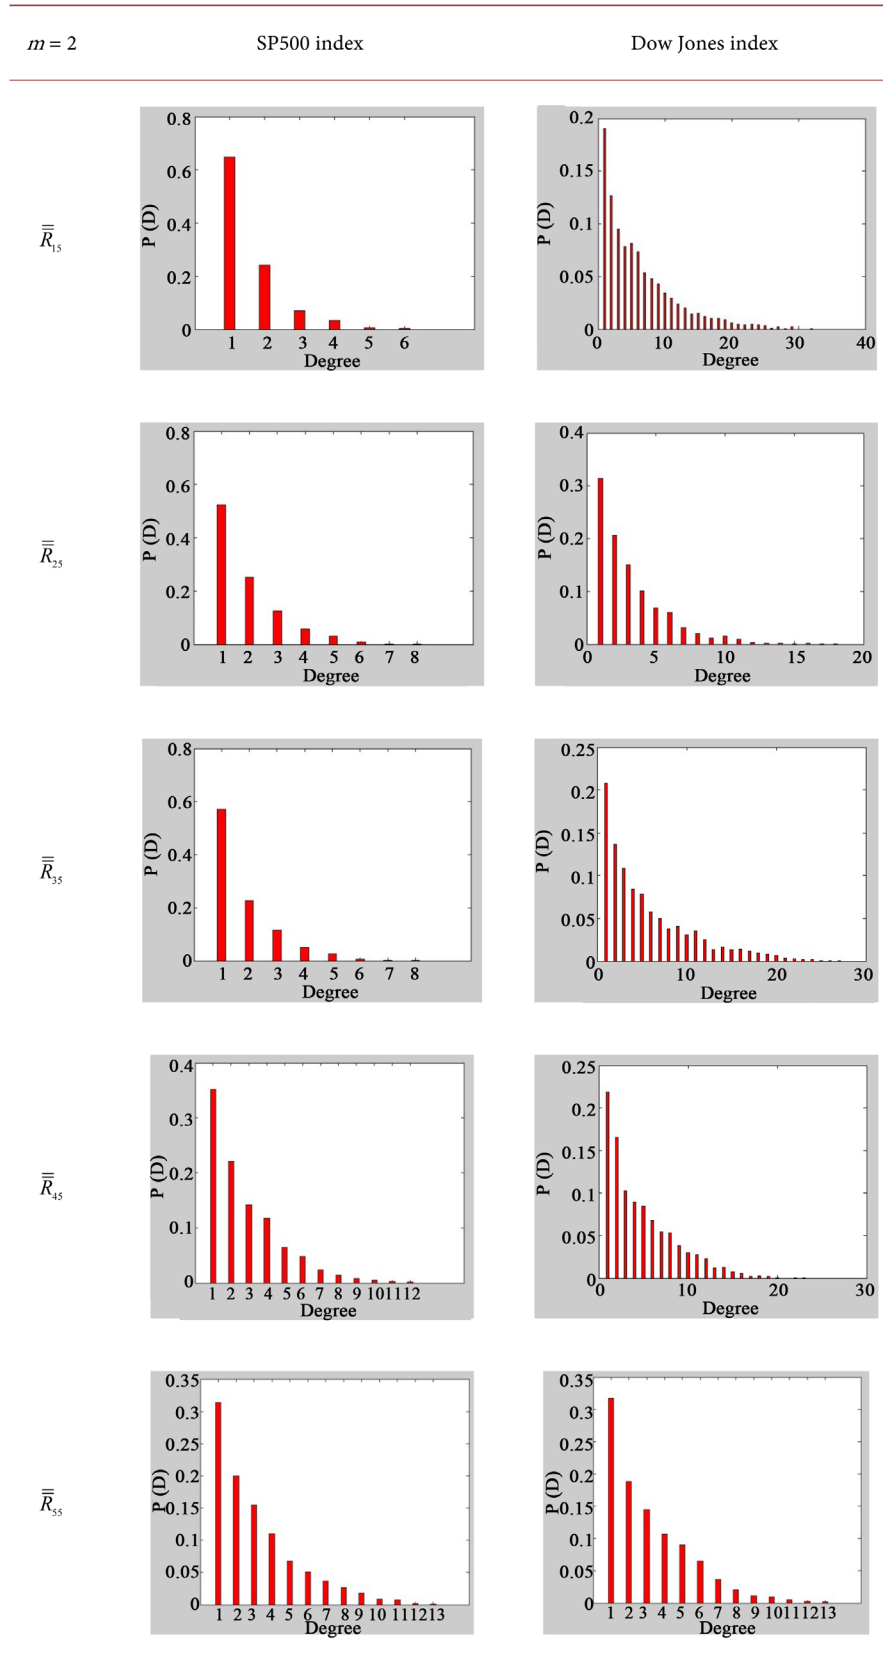 m = 2 SP500 index Dow Jones index
R̿15
0.8
0.6
0.4
0.2
0
P (D)
1 2 3 4 5 6
Degree
0.2
0.15
0.1
0.05
0
P (D)
0 10 20 30 40
Degree
R̿25
0.8
0.6
0.4
0.2
0
P (D)
1 2 3 4 5 6 7 8
Degree
0.4
0.3
0.2
0.1
0
P (D)
0 5 10 15 20
Degree
R̿35
0.8
0.6
0.4
0.2
0
P (D)
1 2 3 4 5 6 7 8
Degree
0.25
0.2
0.15
0.1
0.05
0
P (D)
0 10 20 30
Degree
R̿45
0.4
0.3
0.2
0.1
0
P (D)
1 2 3 4 5 6 7 8 9 10 11 12
Degree
0.25
0.2
0.15
0.1
0.05
0
P (D)
0 10 20 30
Degree
R̿55
0.35
0.3
0.25
0.2
0.15
0.1
0.05
0
P (D)
1 2 3 4 5 6 7 8 9 10 11 12 13
Degree
0.35
0.3
0.25
0.2
0.15
0.1
0.05
0
P (D)
1 2 3 4 5 6 7 8 9 10 11 12 13
Degree